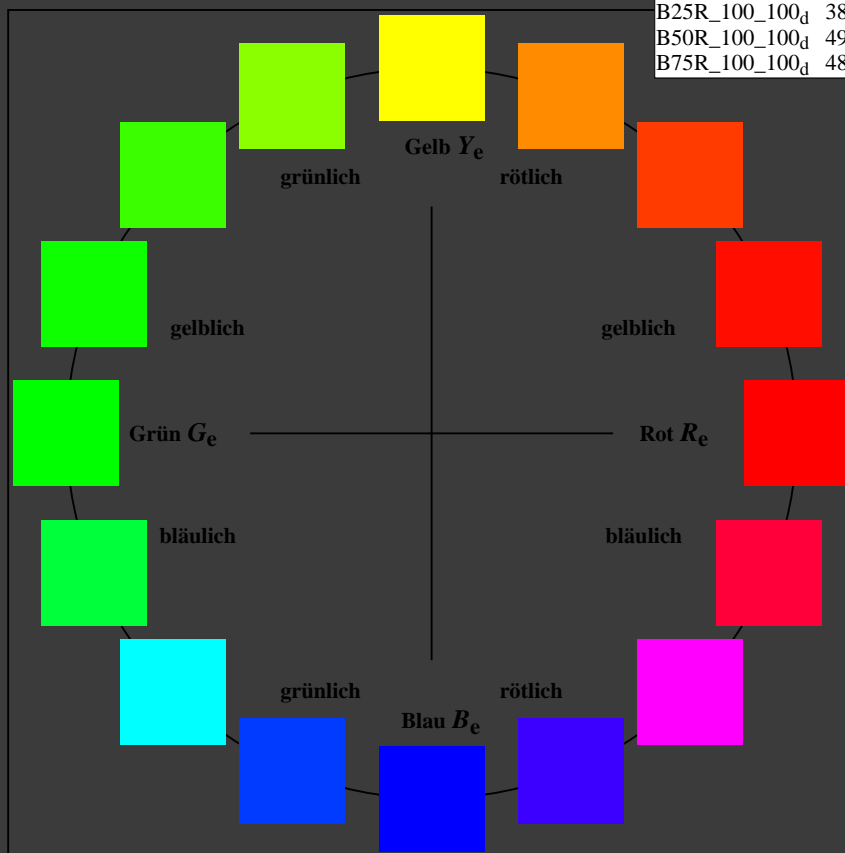 B25R_100_100d 38
B50R_100_100d 49
B75R_100_100d 48
Gelb Ye
grünlich rötlich
gelblich gelblich
Grün Ge Rot Re
bläulich bläulich
grünlich rötlich
Blau Be